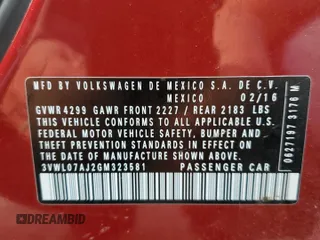 MFD BY VOLKSWAGEN DE MEXICO S.A. DE C.V.
MEXICO 02/16
GVWR 4299 GAWR FRONT 2227 / REAR 2183 LBS
THIS VEHICLE CONFORMS TO ALL APPLICABLE U.S.
FEDERAL MOTOR VEHICLE SAFETY, BUMPER AND
THEFT PREVENTION STANDARDS IN EFFECT
ON THE DATE OF MANUFACTURE SHOWN ABOVE.
3VWL07AJ2GM323581 PASSENGER CAR
0627197 3176 M
DREAMBID